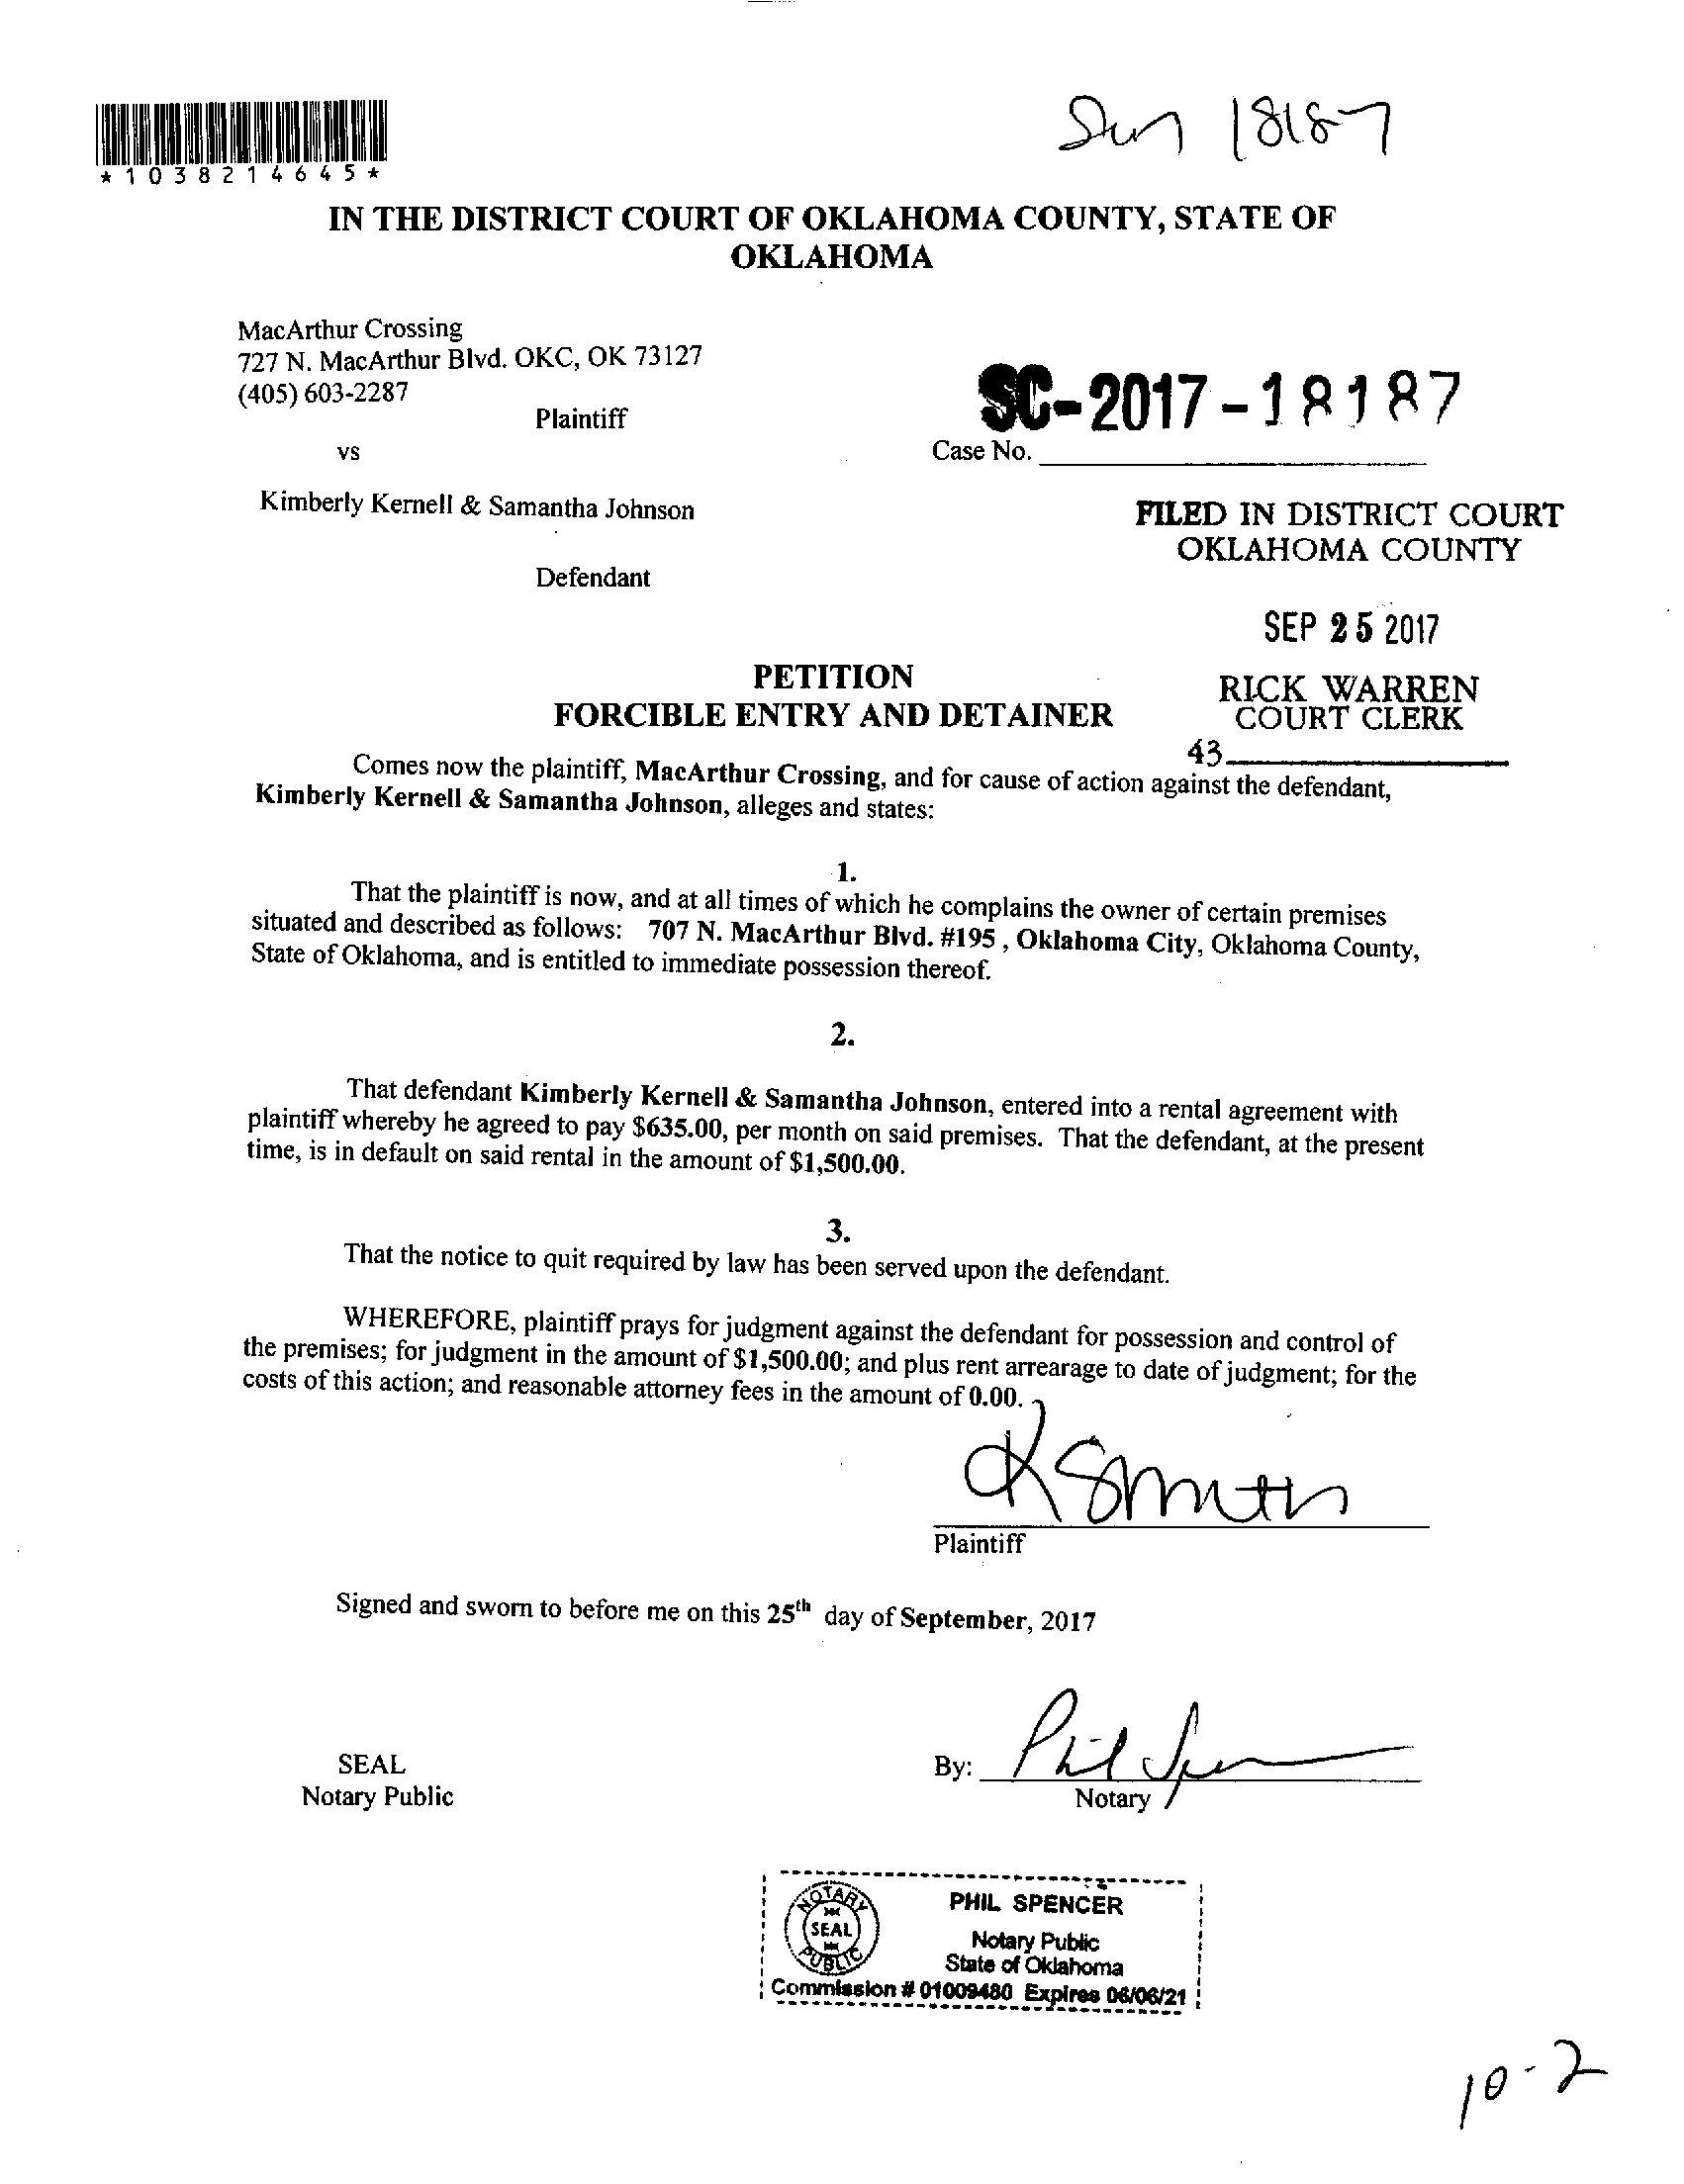 *1038214645*
18187
IN THE DISTRICT COURT OF OKLAHOMA COUNTY, STATE OF
OKLAHOMA
MacArthur Crossing
727 N. MacArthur Blvd. OKC, OK 73127
(405) 603-2287
Plaintiff
SC-2017-18187
vs
Case No.
Kimberly Kernell & Samantha Johnson
FILED IN DISTRICT COURT
OKLAHOMA COUNTY
Defendant
SEP 25 2017
PETITION
RICK WARREN
FORCIBLE ENTRY AND DETAINER
COURT CLERK
43
Comes now the plaintiff, MacArthur Crossing, and for cause of action against the defendant,
Kimberly Kernell & Samantha Johnson, alleges and states:
1.
That the plaintiff is now, and at all times of which he complains the owner of certain premises
situated and described as follows: 707 N. MacArthur Blvd. #195 , Oklahoma City, Oklahoma County,
State of Oklahoma, and is entitled to immediate possession thereof.
2.
That defendant Kimberly Kernell & Samantha Johnson, entered into a rental agreement with
plaintiff whereby he agreed to pay $635.00, per month on said premises. That the defendant, at the present
time, is in default on said rental in the amount of $1,500.00.
3.
That the notice to quit required by law has been served upon the defendant.
WHEREFORE, plaintiff prays for judgment against the defendant for possession and control of
the premises; for judgment in the amount of $1,500.00; and plus rent arrearage to date of judgment; for the
costs of this action; and reasonable attorney fees in the amount of 0.00.
K Smith
Plaintiff
Signed and sworn to before me on this 25th day of September, 2017
SEAL
Notary Public
By: Phil Spencer
Notary
NOTARY
SEAL
PUBLIC
PHIL SPENCER
Notary Public
State of Oklahoma
Commission # 01009480 Expires 06/06/21
10-2